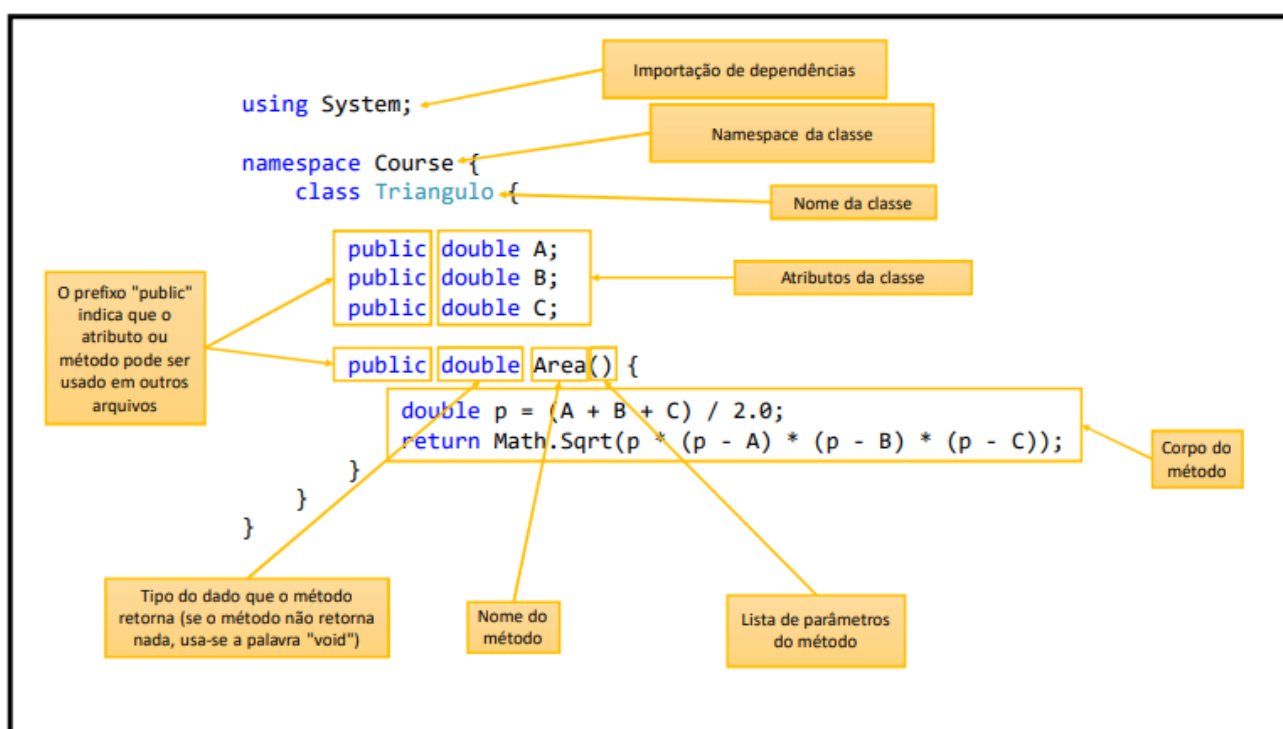 Importação de dependências
using System;
Namespace da classe
namespace Course {
class Triangulo {
Nome da classe
public double A;
public double B;
public double C;
Atributos da classe
O prefixo "public"
indica que o
atributo ou
método pode ser
usado em outros
arquivos
public double Area() {
double p = (A + B + C) / 2.0;
return Math.Sqrt(p * (p - A) * (p - B) * (p - C));
}
}
}
Corpo do
método
Tipo do dado que o método
retorna (se o método não retorna
nada, usa-se a palavra "void")
Nome do
método
Lista de parâmetros
do método